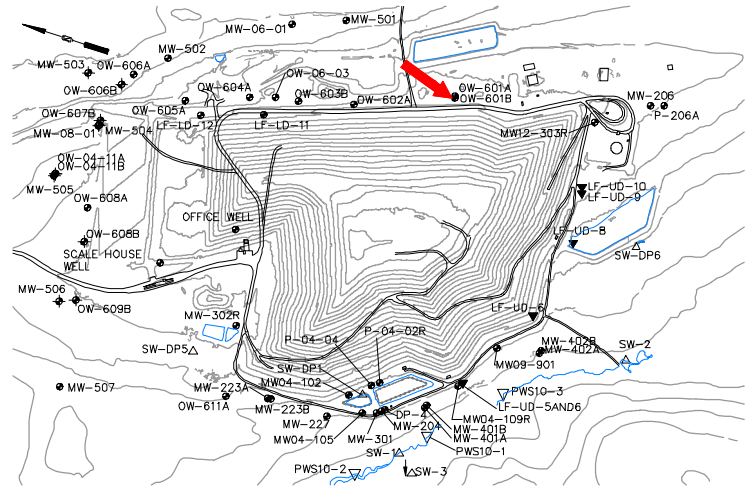 MW-06-01
MW-501
MW-502
MW-503
OW-606A
OW-606B
OW-604A
OW-06-03
OW-603B
OW-602A
OW-601A
OW-601B
MW-206
P-206A
OW-605A
LF-LD-12
LF-LD-11
OW-607B
MW-08-01
MW-504
MW12-303R
OW-04-11A
OW-04-11B
MW-505
OW-608A
LF-UD-10
LF-UD-9
OFFICE WELL
LF-UD-8
OW-608B
SCALE HOUSE
WELL
SW-DP6
MW-506
OW-609B
MW-302R
LF-UD-6
P-04-04
P-04-02R
MW-402B
MW-402A
SW-2
SW-DP5
SW-DP1
MW09-901
MW-507
MW-223A
MW04-102
PWS10-3
OW-611A
MW-223B
LF-UD-5AND6
MW-227
DP-4
MW04-109R
MW-204
MW-401B
MW-401A
MW04-105
MW-301
SW-1
PWS10-1
PWS10-2
SW-3